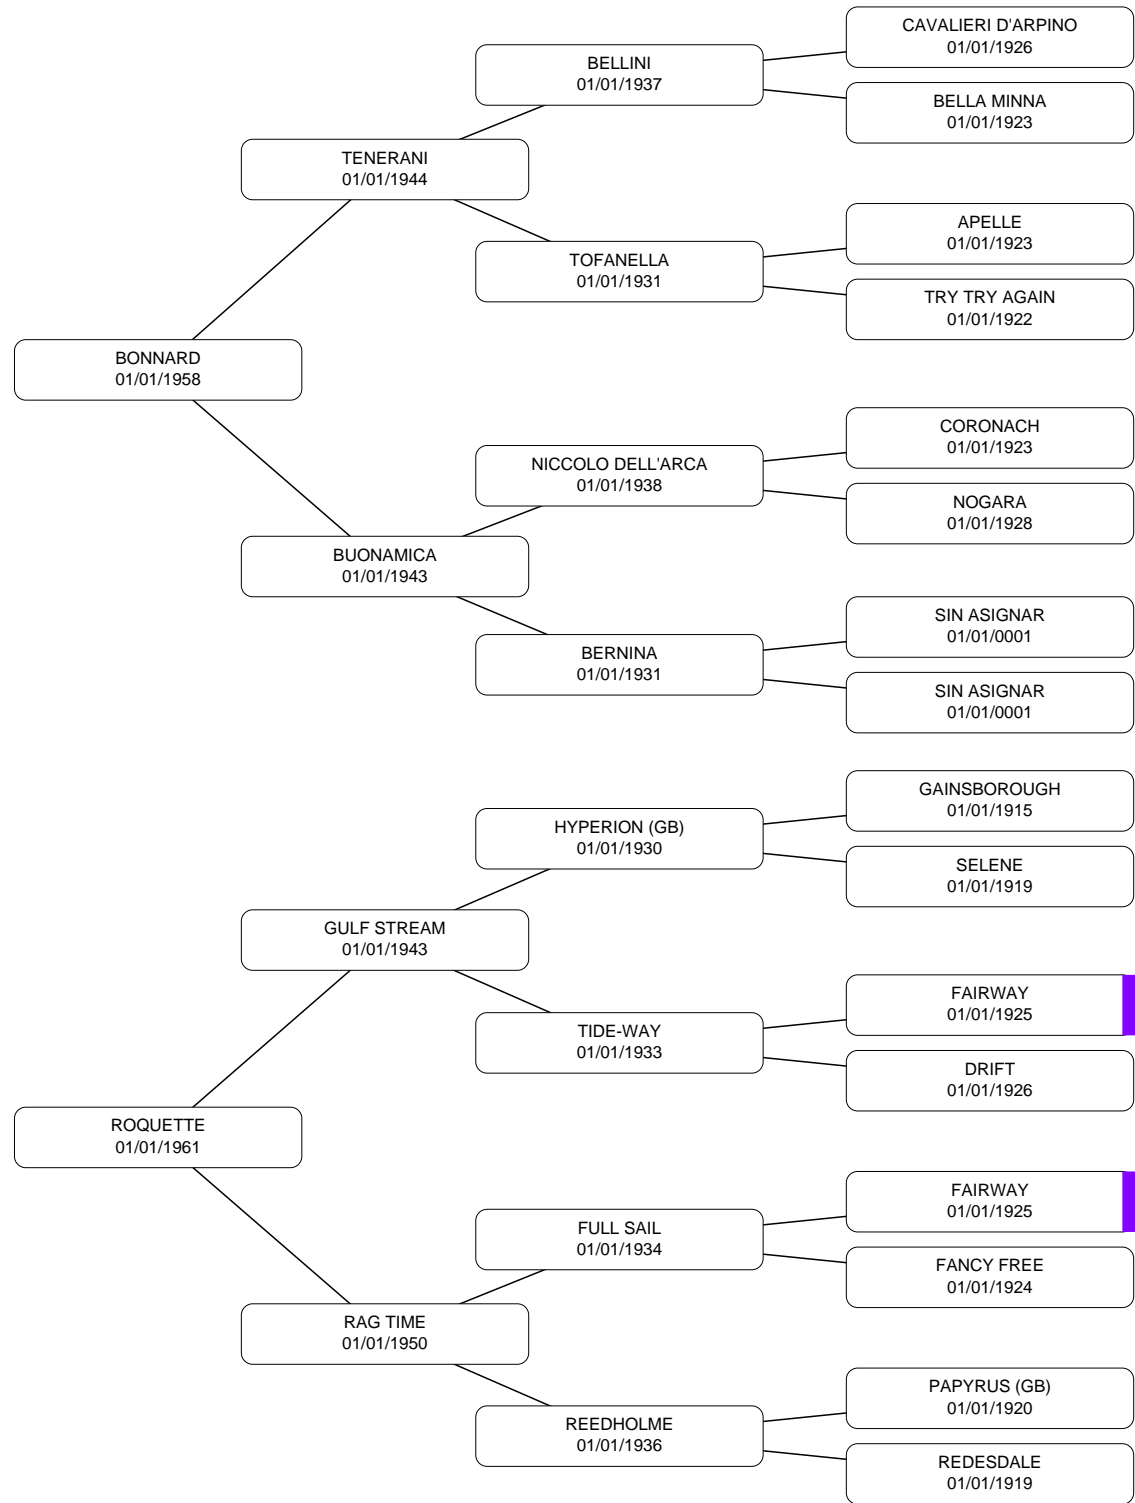 CAVALIERI D'ARPINO
01/01/1926
BELLINI
01/01/1937
BELLA MINNA
01/01/1923
TENERANI
01/01/1944
APELLE
01/01/1923
TOFANELLA
01/01/1931
TRY TRY AGAIN
01/01/1922
BONNARD
01/01/1958
CORONACH
01/01/1923
NICCOLO DELL'ARCA
01/01/1938
NOGARA
01/01/1928
BUONAMICA
01/01/1943
SIN ASIGNAR
01/01/0001
BERNINA
01/01/1931
SIN ASIGNAR
01/01/0001
GAINSBOROUGH
01/01/1915
HYPERION (GB)
01/01/1930
SELENE
01/01/1919
GULF STREAM
01/01/1943
FAIRWAY
01/01/1925
TIDE-WAY
01/01/1933
DRIFT
01/01/1926
ROQUETTE
01/01/1961
FAIRWAY
01/01/1925
FULL SAIL
01/01/1934
FANCY FREE
01/01/1924
RAG TIME
01/01/1950
PAPYRUS (GB)
01/01/1920
REEDHOLME
01/01/1936
REDESDALE
01/01/1919